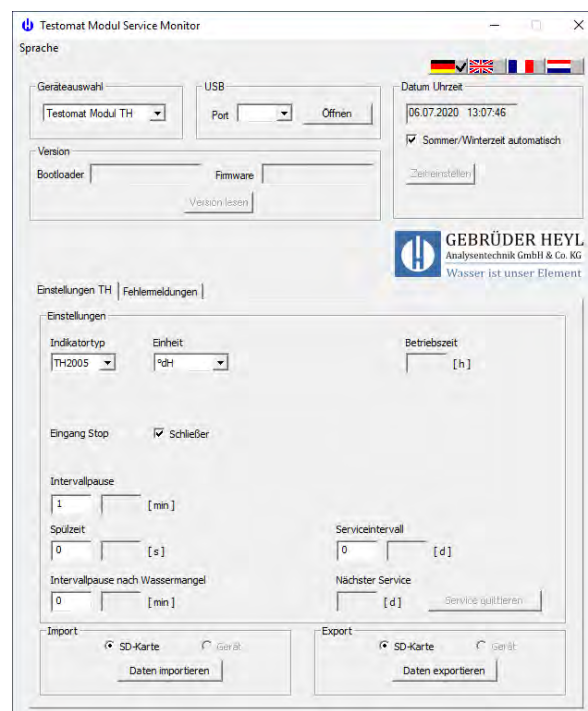 Testomat Modul Service Monitor
Sprache
Geräteauswahl
USB
Datum Uhrzeit
Testomat Modul TH
Port
Öffnen
06.07.2020 13:07:46
Sommer/Winterzeit automatisch
Version
Bootloader
Firmware
Zeit einstellen
Version lesen
GEBRÜDER HEYL
Analysentechnik GmbH & Co. KG
Wasser ist unser Element
Einstellungen TH
Fehlermeldungen
Einstellungen
Indikatortyp
Einheit
Betriebszeit
TH2005
°dH
[ h ]
Eingang Stop
Schließer
Intervallpause
1
[ min ]
Spülzeit
Serviceintervall
0
[ s ]
0
[ d ]
Intervallpause nach Wassermangel
Nächster Service
0
[ min ]
[ d ]
Service quittieren
Import
Export
SD-Karte
Gerät
SD-Karte
Gerät
Daten importieren
Daten exportieren